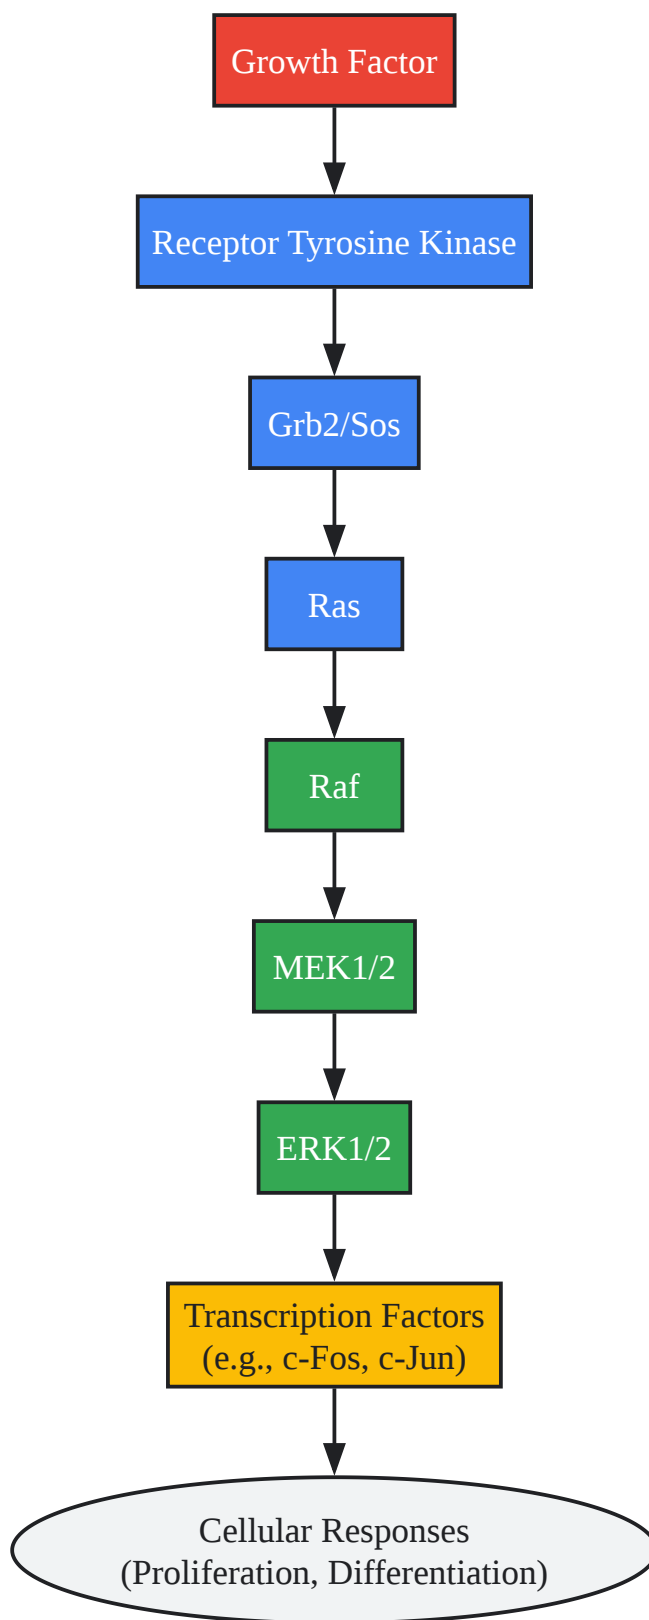 Growth Factor
Receptor Tyrosine Kinase
Grb2/Sos
Ras
Raf
MEK1/2
ERK1/2
Transcription Factors
(e.g., c-Fos, c-Jun)
Cellular Responses
(Proliferation, Differentiation)